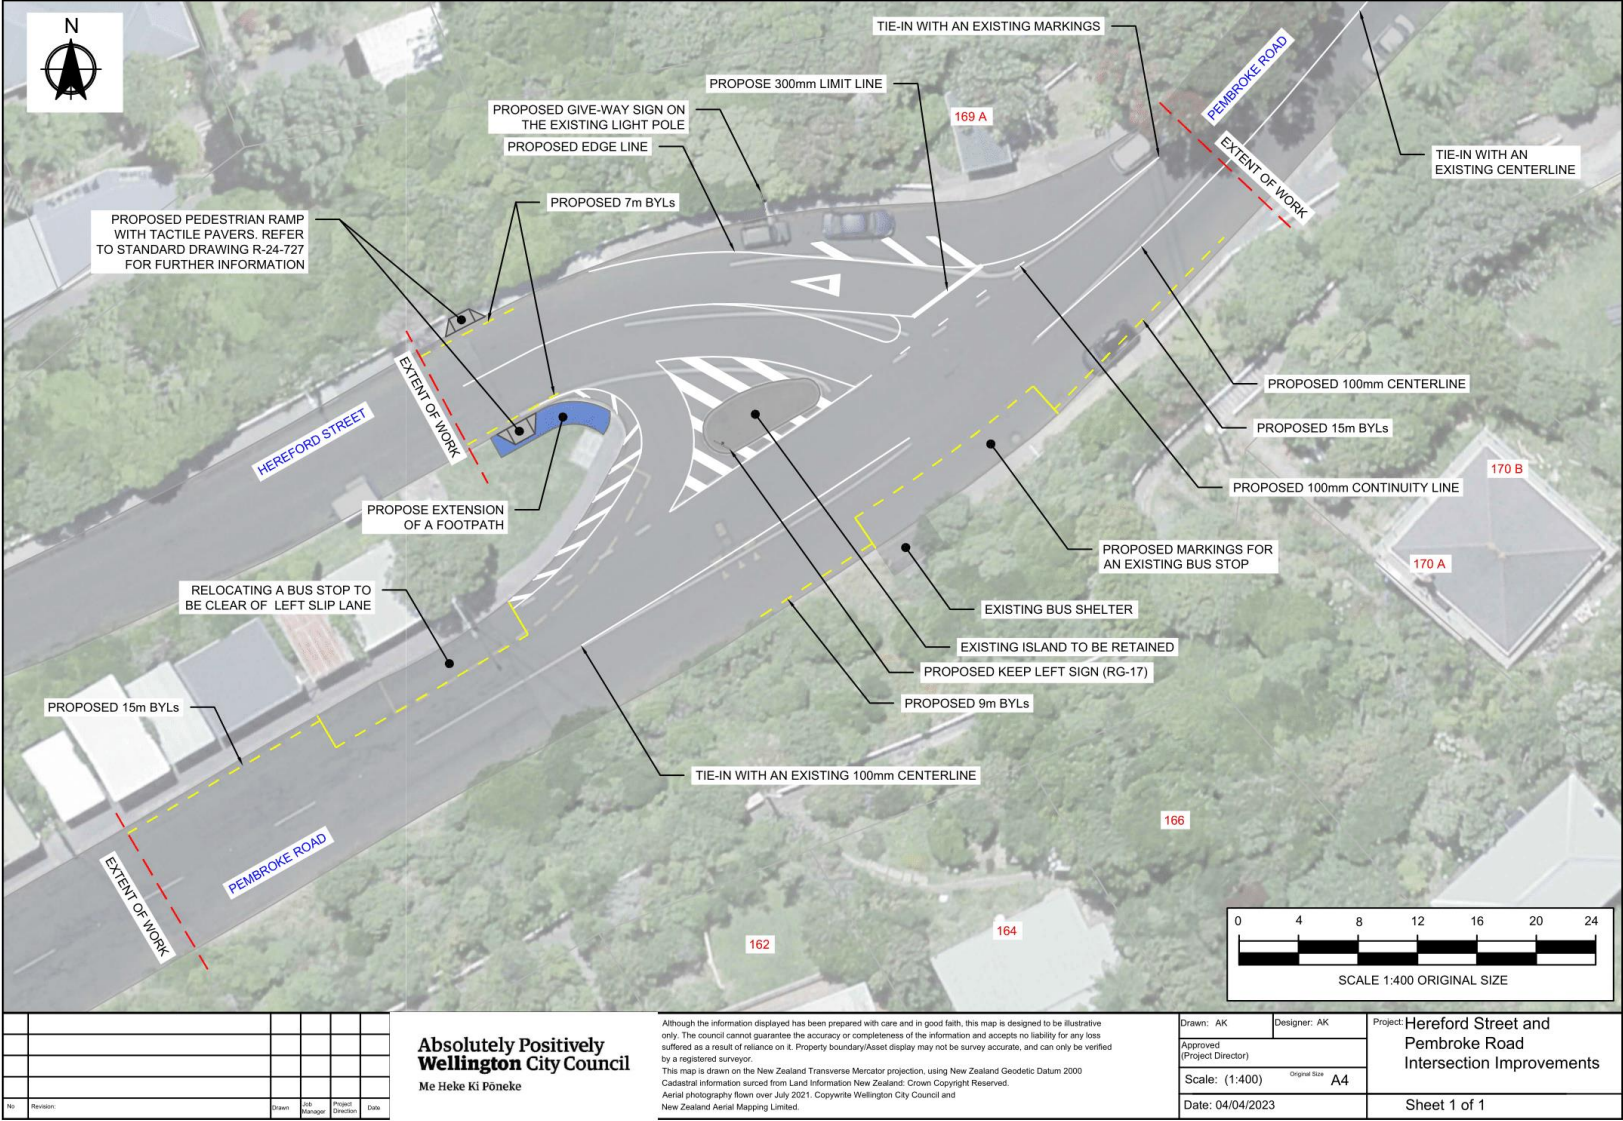 N
TIE-IN WITH AN EXISTING MARKINGS
PEMBROKE ROAD
PROPOSE 300mm LIMIT LINE
PROPOSED GIVE-WAY SIGN ON
THE EXISTING LIGHT POLE
169 A
PROPOSED EDGE LINE
TIE-IN WITH AN
EXISTING CENTERLINE
EXTENT OF WORK
PROPOSED 7m BYLs
PROPOSED PEDESTRIAN RAMP
WITH TACTILE PAVERS. REFER
TO STANDARD DRAWING R-24-727
FOR FURTHER INFORMATION
EXTENT OF WORK
HEREFORD STREET
PROPOSED 100mm CENTERLINE
PROPOSED 15m BYLs
170 B
PROPOSED 100mm CONTINUITY LINE
PROPOSE EXTENSION
OF A FOOTPATH
PROPOSED MARKINGS FOR
AN EXISTING BUS STOP
170 A
RELOCATING A BUS STOP TO
BE CLEAR OF LEFT SLIP LANE
EXISTING BUS SHELTER
EXISTING ISLAND TO BE RETAINED
PROPOSED KEEP LEFT SIGN (RG-17)
PROPOSED 9m BYLs
PROPOSED 15m BYLs
TIE-IN WITH AN EXISTING 100mm CENTERLINE
PEMBROKE ROAD
EXTENT OF WORK
166
164
162
0 4 8 12 16 20 24
SCALE 1:400 ORIGINAL SIZE
No
Revision:
Drawn
Job
Manager
Project
Direction
Date
Absolutely Positively
Wellington City Council
Me Heke Ki Pōneke
Although the information displayed has been prepared with care and in good faith, this map is designed to be illustrative
only. The council cannot guarantee the accuracy or completeness of the information and accepts no liability for any loss
suffered as a result of reliance on it. Property boundary/Asset display may not be survey accurate, and can only be verified
by a registered surveyor.
This map is drawn on the New Zealand Transverse Mercator projection, using New Zealand Geodetic Datum 2000
Cadastral information surced from Land Information New Zealand: Crown Copyright Reserved.
Aerial photography flown over July 2021. Copywrite Wellington City Council and
New Zealand Aerial Mapping Limited.
Drawn: AK
Designer: AK
Approved
(Project Director)
Scale: (1:400)
Original Size A4
Date: 04/04/2023
Project: Hereford Street and
Pembroke Road
Intersection Improvements
Sheet 1 of 1